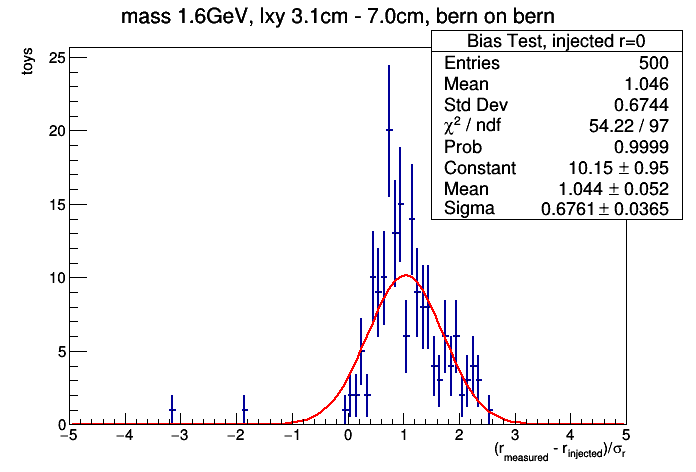 mass 1.6GeV, lxy 3.1cm - 7.0cm, bern on bern
Bias Test, injected r=0
Entries 500
Mean 1.046
Std Dev 0.6744
χ² / ndf 54.22 / 97
Prob 0.9999
Constant 10.15 ± 0.95
Mean 1.044 ± 0.052
Sigma 0.6761 ± 0.0365
toys
25
20
15
10
5
0
−5 −4 −3 −2 −1 0 1 2 3 4 5
(r_measured - r_injected)/σ_r